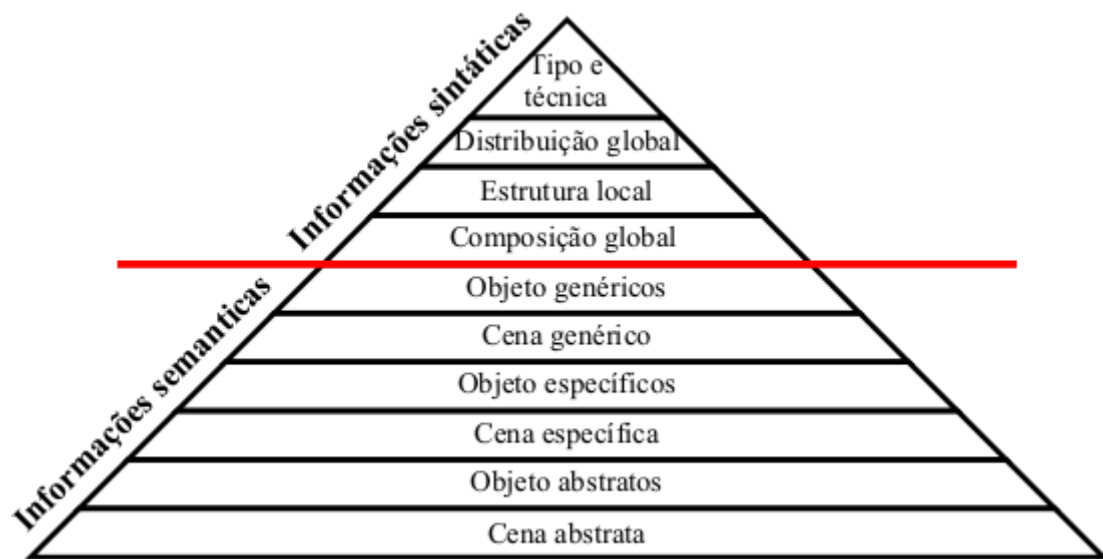 Informações sintáticas
Tipo e
técnica
Distribuição global
Estrutura local
Composição global
Informações semanticas
Objeto genéricos
Cena genérico
Objeto específicos
Cena específica
Objeto abstratos
Cena abstrata